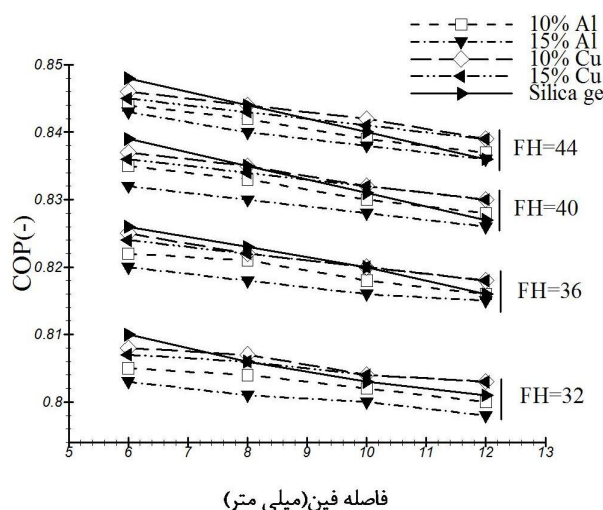 10% Al
15% Al
10% Cu
15% Cu
Silica ge
0.85
0.84
0.83
0.82
0.81
0.8
COP(-)
FH=44
FH=40
FH=36
FH=32
5 6 7 8 9 10 11 12 13
فاصله فین(میلی متر)